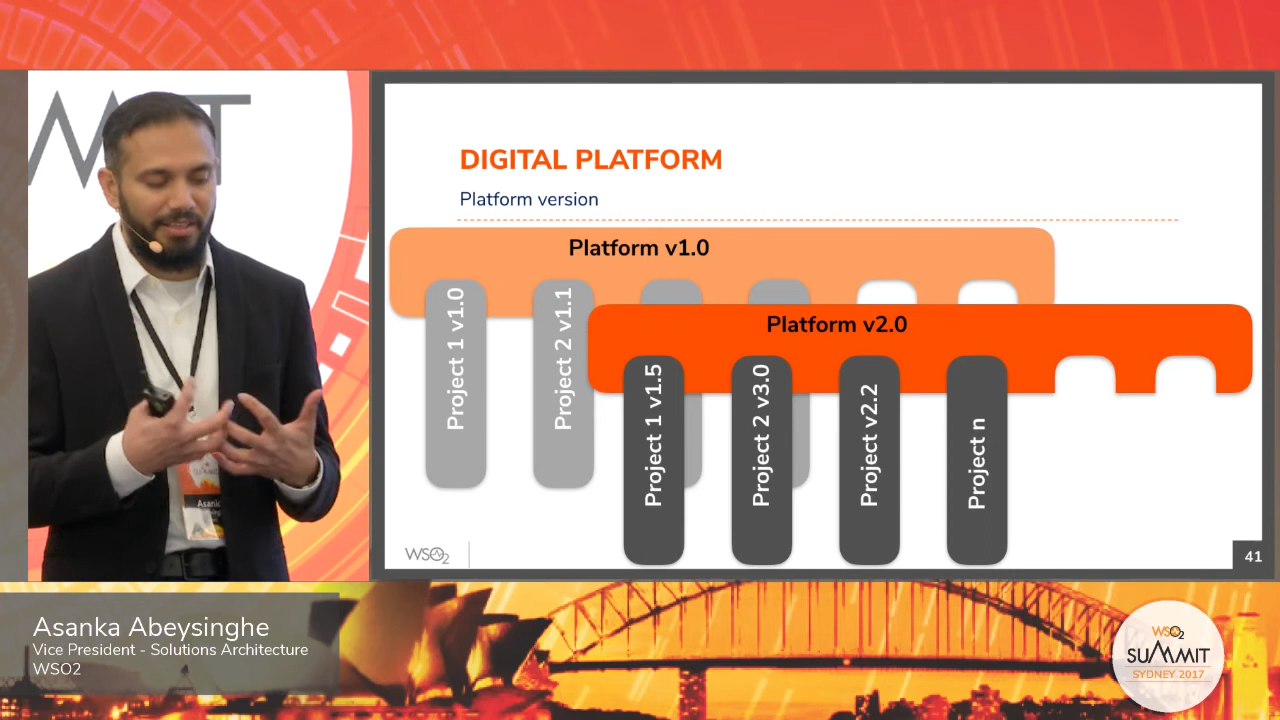 DIGITAL PLATFORM
Platform version
Platform v1.0
Project 1 v1.0
Project 2 v1.1
Platform v2.0
Project 1 v1.5
Project 2 v3.0
Project v2.2
Project n
WSO2
41
Asanka Abeysinghe
Vice President - Solutions Architecture
WSO2
WSO2
SUMMIT
SYDNEY 2017